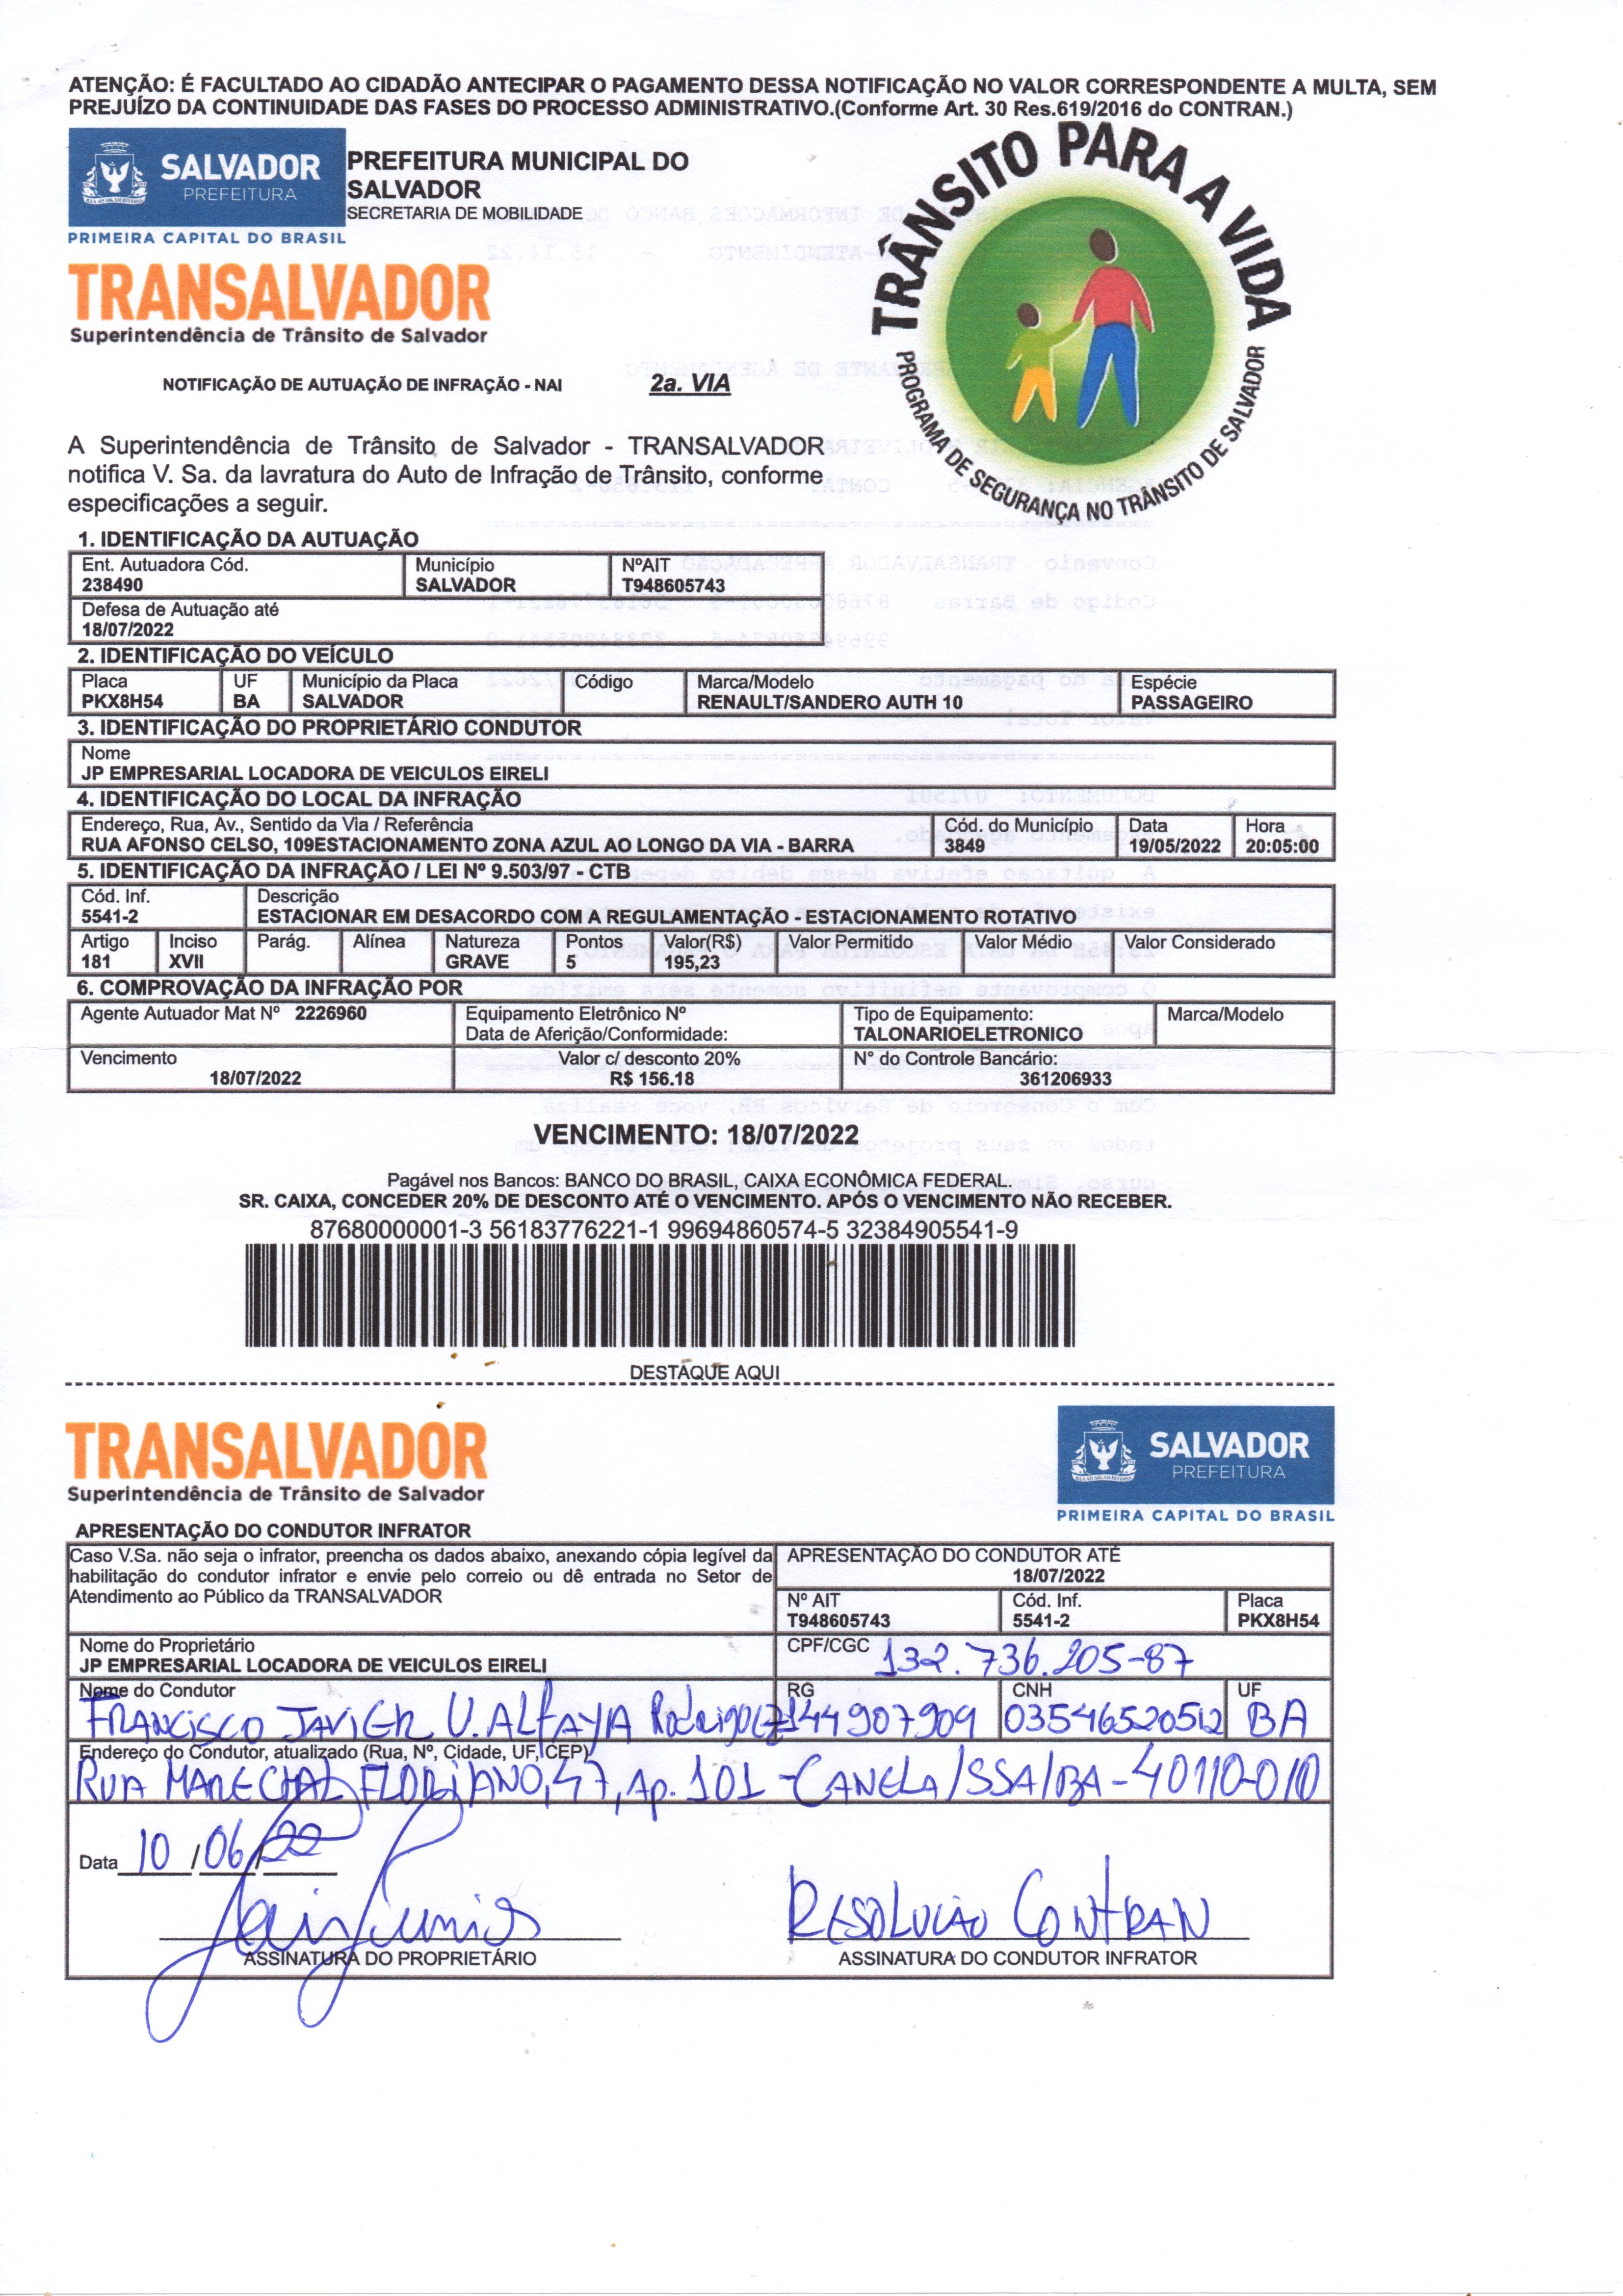 ATENÇÃO: É FACULTADO AO CIDADÃO ANTECIPAR O PAGAMENTO DESSA NOTIFICAÇÃO NO VALOR CORRESPONDENTE A MULTA, SEM
PREJUÍZO DA CONTINUIDADE DAS FASES DO PROCESSO ADMINISTRATIVO.(Conforme Art. 30 Res.619/2016 do CONTRAN.)
SALVADOR
PREFEITURA
PRIMEIRA CAPITAL DO BRASIL
PREFEITURA MUNICIPAL DO
SALVADOR
SECRETARIA DE MOBILIDADE
TRÂNSITO PARA A VIDA
PROGRAMA DE SEGURANÇA NO TRÂNSITO DE SALVADOR
TRANSALVADOR
Superintendência de Trânsito de Salvador
NOTIFICAÇÃO DE AUTUAÇÃO DE INFRAÇÃO - NAI 2a. VIA
A Superintendência de Trânsito de Salvador - TRANSALVADOR
notifica V. Sa. da lavratura do Auto de Infração de Trânsito, conforme
especificações a seguir.
1. IDENTIFICAÇÃO DA AUTUAÇÃO
Ent. Autuadora Cód. Município NºAIT
238490 SALVADOR T948605743
Defesa de Autuação até
18/07/2022
2. IDENTIFICAÇÃO DO VEÍCULO
Placa UF Município da Placa Código Marca/Modelo Espécie
PKX8H54 BA SALVADOR RENAULT/SANDERO AUTH 10 PASSAGEIRO
3. IDENTIFICAÇÃO DO PROPRIETÁRIO CONDUTOR
Nome
JP EMPRESARIAL LOCADORA DE VEICULOS EIRELI
4. IDENTIFICAÇÃO DO LOCAL DA INFRAÇÃO
Endereço, Rua, Av., Sentido da Via / Referência Cód. do Município Data Hora
RUA AFONSO CELSO, 109ESTACIONAMENTO ZONA AZUL AO LONGO DA VIA - BARRA 3849 19/05/2022 20:05:00
5. IDENTIFICAÇÃO DA INFRAÇÃO / LEI Nº 9.503/97 - CTB
Cód. Inf. Descrição
5541-2 ESTACIONAR EM DESACORDO COM A REGULAMENTAÇÃO - ESTACIONAMENTO ROTATIVO
Artigo Inciso Parág. Alínea Natureza Pontos Valor(R$) Valor Permitido Valor Médio Valor Considerado
181 XVII GRAVE 5 195,23
6. COMPROVAÇÃO DA INFRAÇÃO POR
Agente Autuador Mat Nº 2226960 Equipamento Eletrônico Nº Tipo de Equipamento: Marca/Modelo
Data de Aferição/Conformidade: TALONARIOELETRONICO
Vencimento Valor c/ desconto 20% N° do Controle Bancário:
18/07/2022 R$ 156.18 361206933
VENCIMENTO: 18/07/2022
Pagável nos Bancos: BANCO DO BRASIL, CAIXA ECONÔMICA FEDERAL.
SR. CAIXA, CONCEDER 20% DE DESCONTO ATÉ O VENCIMENTO. APÓS O VENCIMENTO NÃO RECEBER.
87680000001-3 56183776221-1 99694860574-5 32384905541-9
DESTAQUE AQUI
TRANSALVADOR
Superintendência de Trânsito de Salvador
SALVADOR
PREFEITURA
PRIMEIRA CAPITAL DO BRASIL
APRESENTAÇÃO DO CONDUTOR INFRATOR
Caso V.Sa. não seja o infrator, preencha os dados abaixo, anexando cópia legível da
habilitação do condutor infrator e envie pelo correio ou dê entrada no Setor de
Atendimento ao Público da TRANSALVADOR
APRESENTAÇÃO DO CONDUTOR ATÉ
18/07/2022
Nº AIT Cód. Inf. Placa
T948605743 5541-2 PKX8H54
Nome do Proprietário CPF/CGC 132.736.205-87
JP EMPRESARIAL LOCADORA DE VEICULOS EIRELI
Nome do Condutor RG CNH UF
FRANCISCO JAVIER U. ALFAYA Rodriguez 144907909 03546520512 BA
Endereço do Condutor, atualizado (Rua, Nº, Cidade, UF, CEP)
RUA MARECHAL FLORIANO, 47, Ap. 101 - CANELA/SSA/BA - 40110-010
Data 10/06/22
RESOLUCÃO CONTRAN
ASSINATURA DO PROPRIETÁRIO ASSINATURA DO CONDUTOR INFRATOR